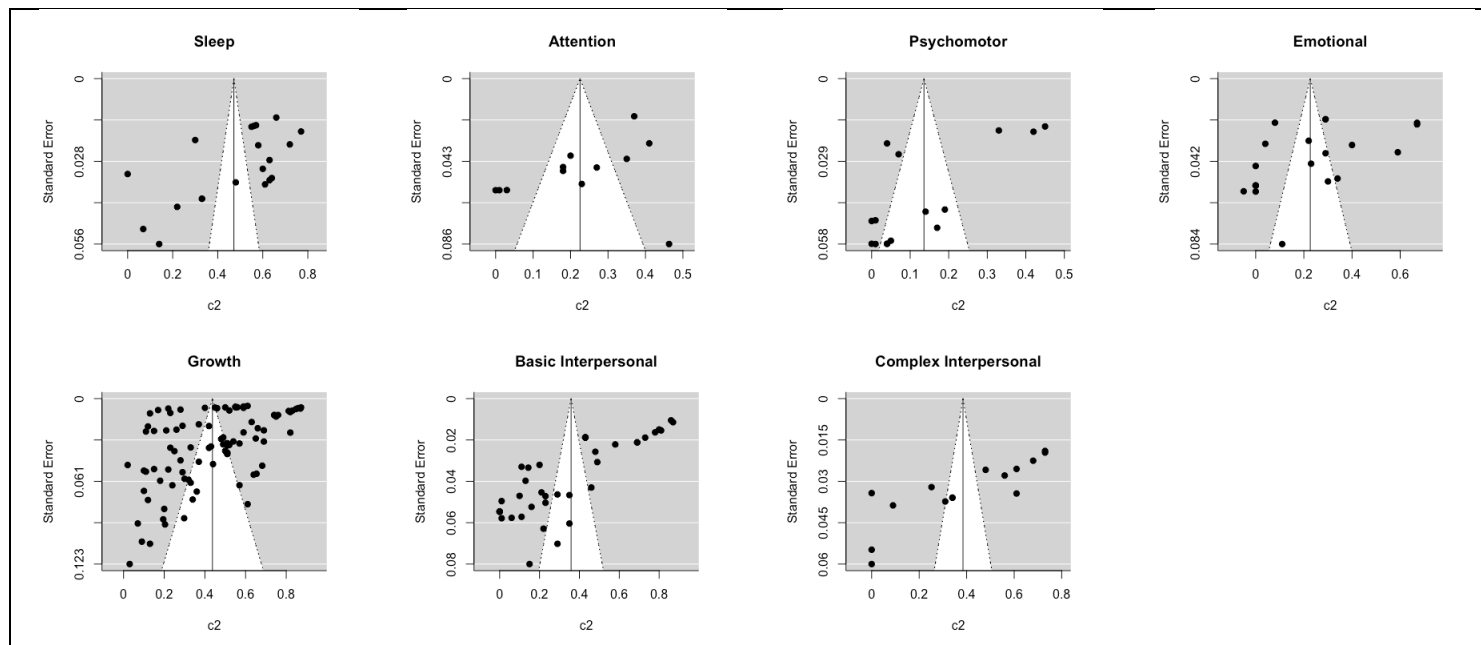 Sleep
Standard Error
0
0.028
0.056
0 0.2 0.4 0.6 0.8
c2
Attention
Standard Error
0
0.043
0.086
0 0.1 0.2 0.3 0.4 0.5
c2
Psychomotor
Standard Error
0
0.029
0.058
0 0.1 0.2 0.3 0.4 0.5
c2
Emotional
Standard Error
0
0.042
0.084
0 0.2 0.4 0.6
c2
Growth
Standard Error
0
0.061
0.123
0 0.2 0.4 0.6 0.8
c2
Basic Interpersonal
Standard Error
0
0.02
0.04
0.06
0.08
0 0.2 0.4 0.6 0.8
c2
Complex Interpersonal
Standard Error
0
0.015
0.03
0.045
0.06
0 0.2 0.4 0.6 0.8
c2